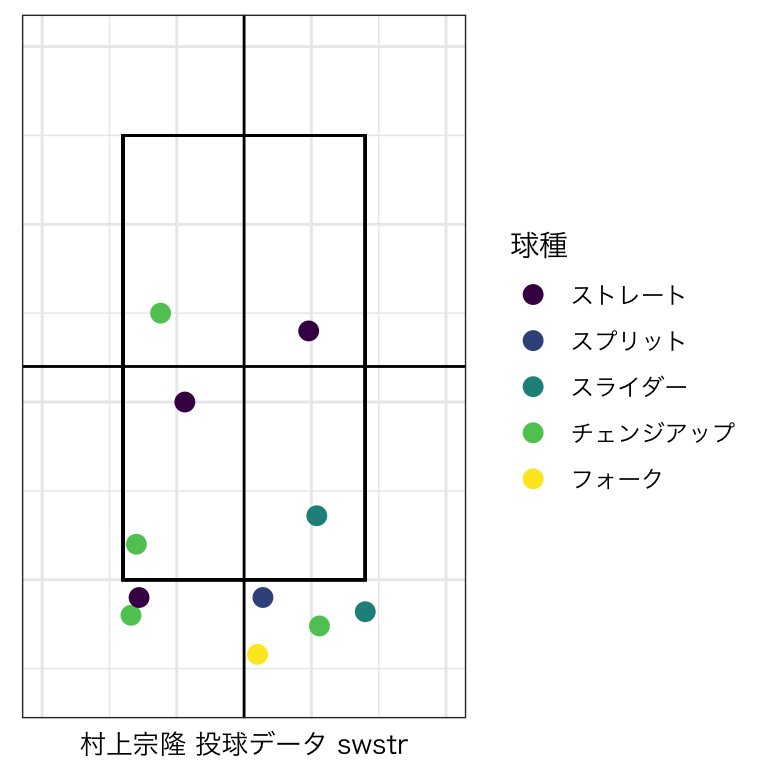 球種
ストレート
スプリット
スライダー
チェンジアップ
フォーク
村上宗隆 投球データ swstr